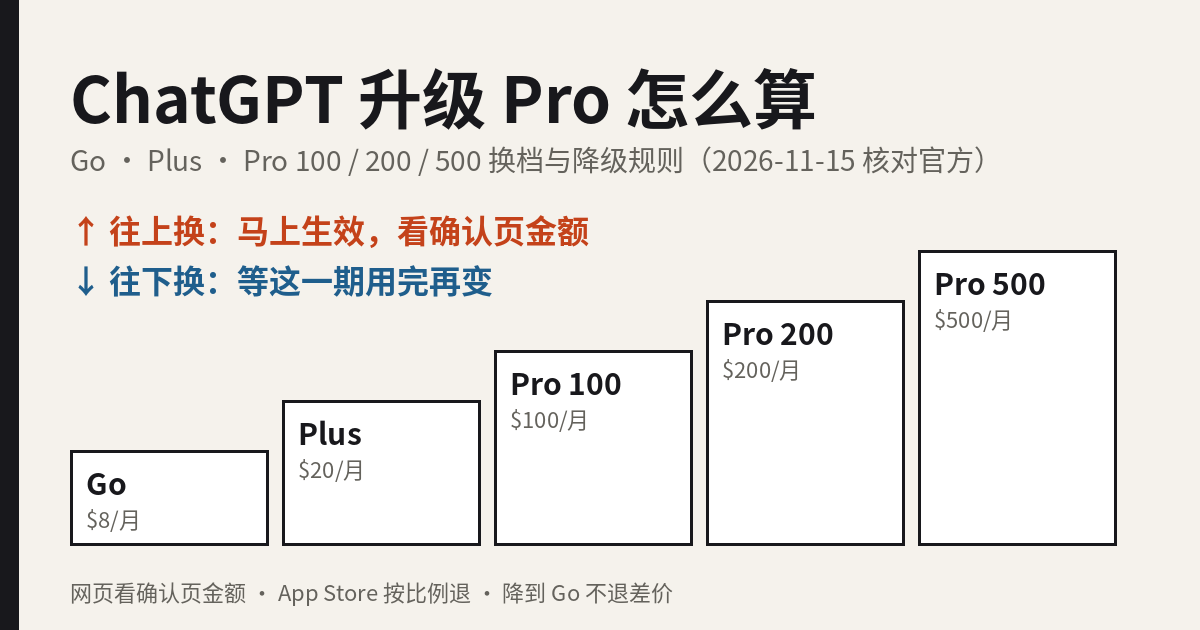 ChatGPT 升级 Pro 怎么算
Go · Plus · Pro 100 / 200 / 500 换档与降级规则（2026-11-15 核对官方）
↑ 往上换：马上生效，看确认页金额
↓ 往下换：等这一期用完再变
Go
$8/月
Plus
$20/月
Pro 100
$100/月
Pro 200
$200/月
Pro 500
$500/月
网页看确认页金额 · App Store 按比例退 · 降到 Go 不退差价